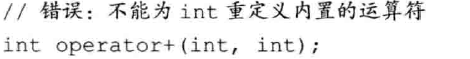 // 错误：不能为 int 重定义内置的运算符
int operator+(int, int);